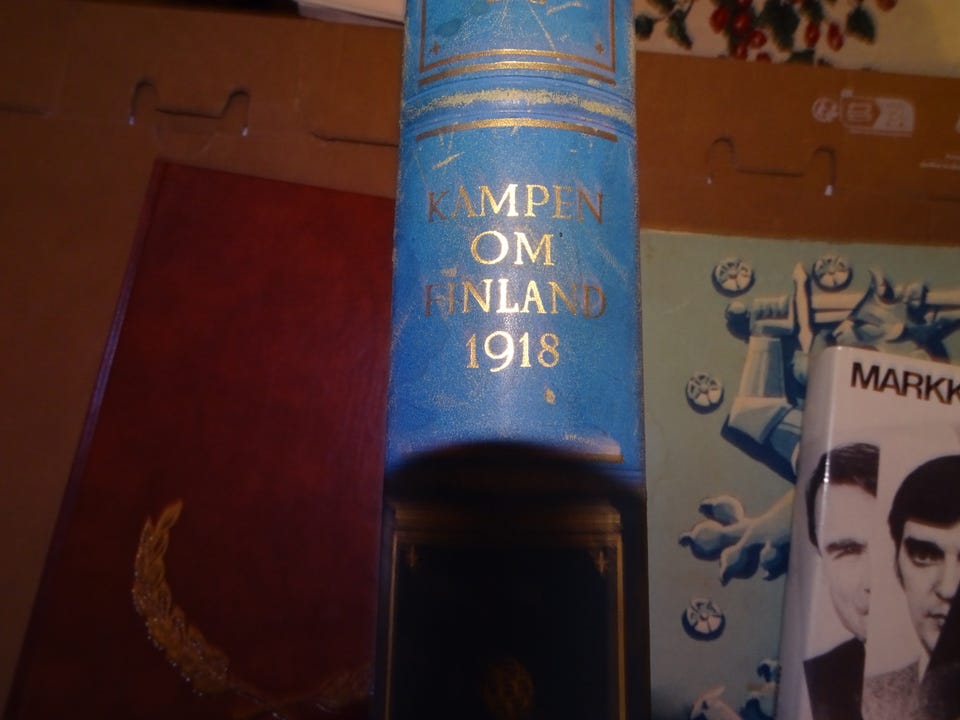 KAMPEN
OM
FINLAND
1918
MARKK